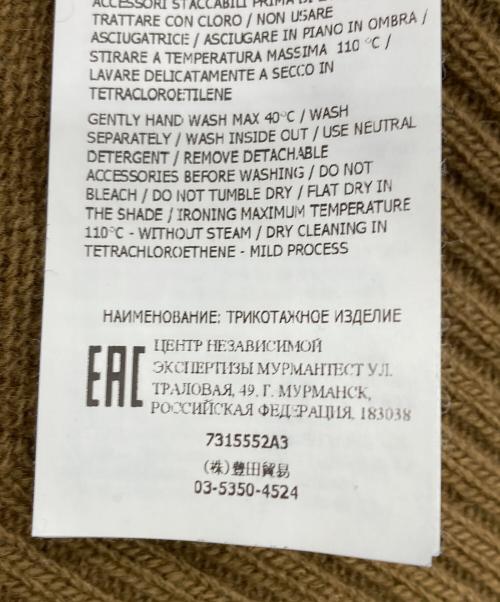 ACCESSORI STACCABILI PRIMA DI
TRATTARE CON CLORO / NON USARE
ASCIUGATRICE / ASCIUGARE IN PIANO IN OMBRA /
STIRARE A TEMPERATURA MASSIMA 110 °C /
LAVARE DELICATAMENTE A SECCO IN
TETRACLOROETILENE
GENTLY HAND WASH MAX 40°C / WASH
SEPARATELY / WASH INSIDE OUT / USE NEUTRAL
DETERGENT / REMOVE DETACHABLE
ACCESSORIES BEFORE WASHING / DO NOT
BLEACH / DO NOT TUMBLE DRY / FLAT DRY IN
THE SHADE / IRONING MAXIMUM TEMPERATURE
110°C - WITHOUT STEAM / DRY CLEANING IN
TETRACHLOROETHENE - MILD PROCESS
НАИМЕНОВАНИЕ: ТРИКОТАЖНОЕ ИЗДЕЛИЕ
EAC
ЦЕНТР НЕЗАВИСИМОЙ
ЭКСПЕРТИЗЫ МУРМАНТЕСТ УЛ.
ТРАЛОВАЯ, 49, Г. МУРМАНСК,
РОССИЙСКАЯ ФЕДЕРАЦИЯ, 183038
7315552A3
(株)豊田貿易
03-5350-4524